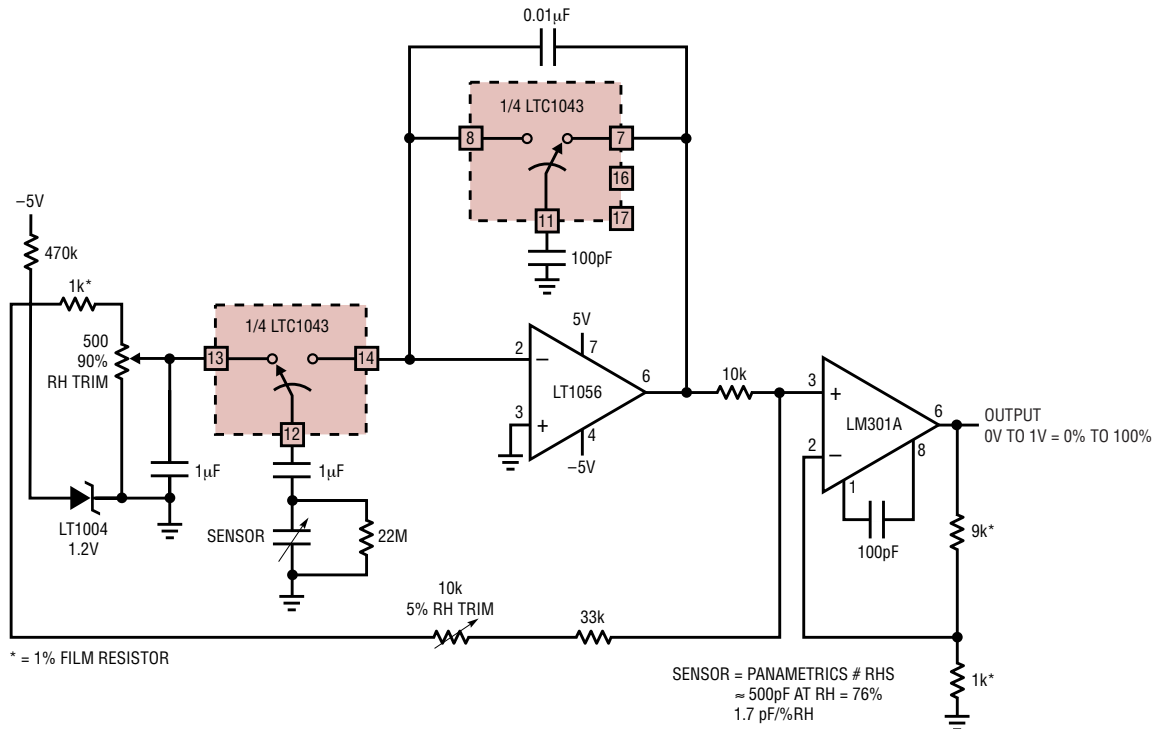 0.01µF
1/4 LTC1043
8
7
16
17
11
100pF
–5V
470k
1k*
500
90%
RH TRIM
1/4 LTC1043
13
14
12
1µF
1µF
SENSOR
22M
LT1004
1.2V
5V
2
–
7
LT1056
6
3
+
4
–5V
10k
3
+
LM301A
6
2
–
8
1
100pF
OUTPUT
0V TO 1V = 0% TO 100%
9k*
1k*
10k
5% RH TRIM
33k
* = 1% FILM RESISTOR
SENSOR = PANAMETRICS # RHS
≈ 500pF AT RH = 76%
1.7 pF/%RH